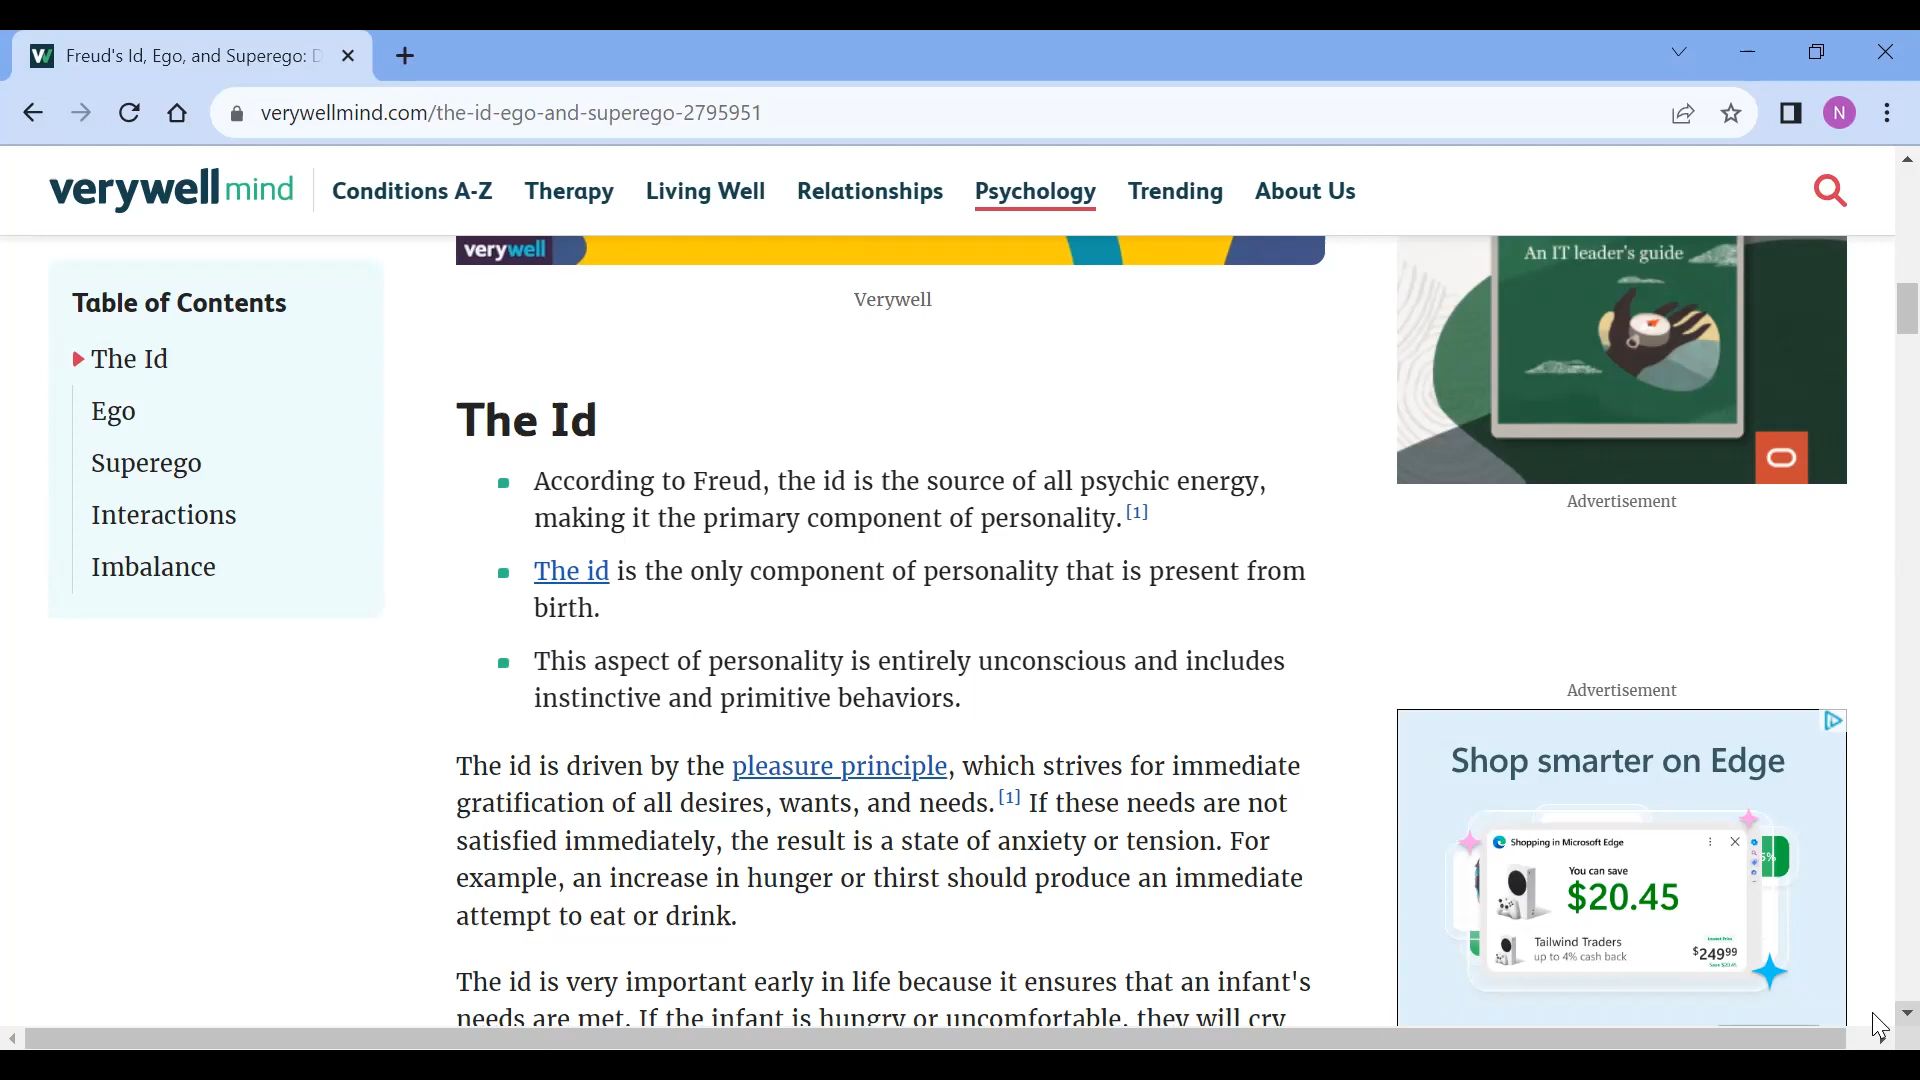 Freud's Id, Ego, and Superego:
verywellmind.com/the-id-ego-and-superego-2795951
N
verywell mind
Conditions A-Z Therapy Living Well Relationships Psychology Trending About Us
verywell
Verywell
Table of Contents
The Id
Ego
Superego
Interactions
Imbalance
The Id
According to Freud, the id is the source of all psychic energy,
making it the primary component of personality. [1]
The id is the only component of personality that is present from
birth.
This aspect of personality is entirely unconscious and includes
instinctive and primitive behaviors.
The id is driven by the pleasure principle, which strives for immediate
gratification of all desires, wants, and needs. [1] If these needs are not
satisfied immediately, the result is a state of anxiety or tension. For
example, an increase in hunger or thirst should produce an immediate
attempt to eat or drink.
The id is very important early in life because it ensures that an infant's
needs are met. If the infant is hungry or uncomfortable, they will cry
An IT leader's guide
Advertisement
Advertisement
Shop smarter on Edge
Shopping in Microsoft Edge
You can save
$20.45
Tailwind Traders
up to 4% cash back
$249.99